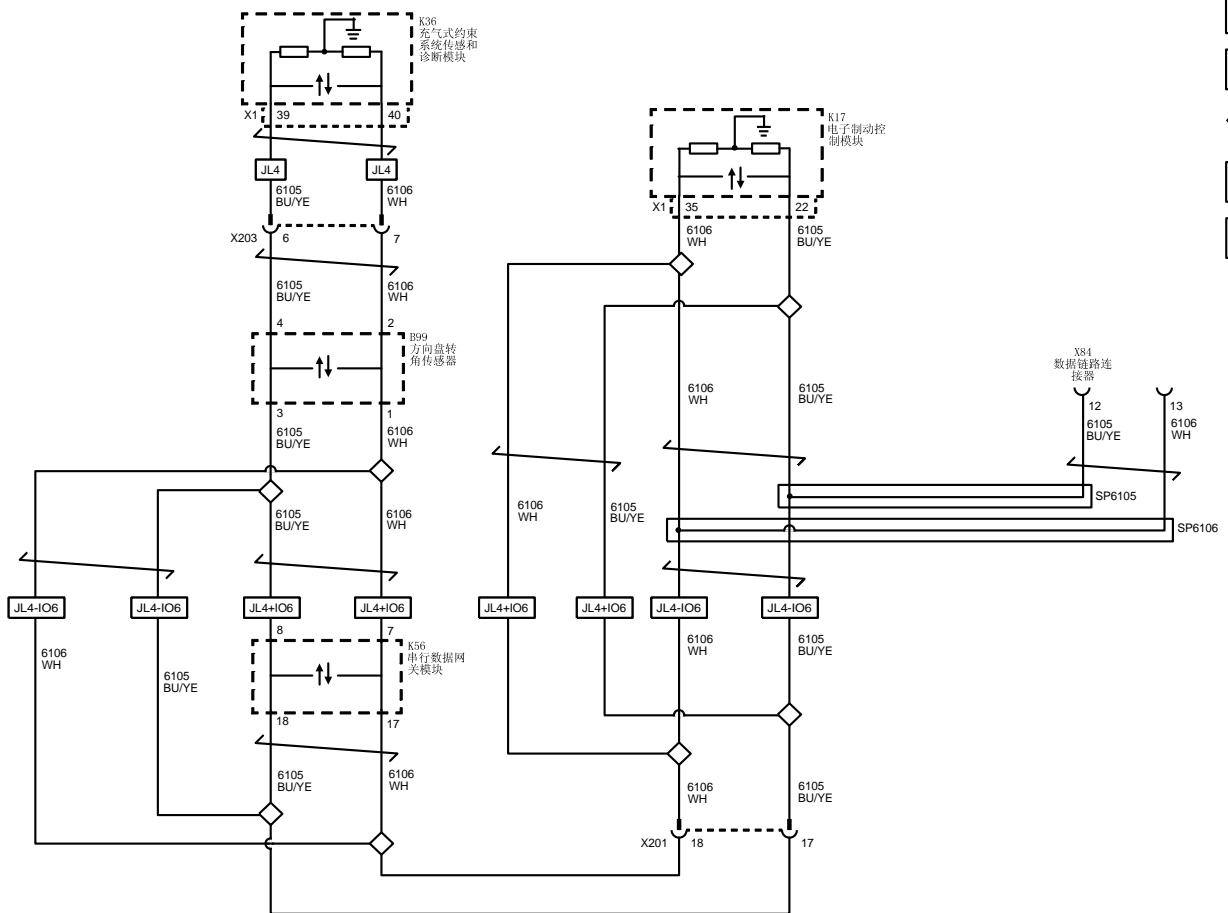 K36
充气式约束
系统传感和
诊断模块
X1
39
40
JL4
JL4
6105
BU/YE
6106
WH
X203
6
7
6105
BU/YE
6106
WH
4
2
B99
方向盘转
角传感器
3
1
6105
BU/YE
6106
WH
6105
BU/YE
6106
WH
JL4-IO6
JL4-IO6
JL4+IO6
JL4+IO6
8
7
K56
串行数据网
关模块
6106
WH
6105
BU/YE
18
17
6105
BU/YE
6106
WH
K17
电子制动控
制模块
X1
35
22
6106
WH
6105
BU/YE
6106
WH
6105
BU/YE
X84
数据链路连
接器
12
13
6105
BU/YE
6106
WH
SP6105
SP6106
6106
WH
6105
BU/YE
JL4+IO6
JL4+IO6
JL4-IO6
JL4-IO6
6106
WH
6105
BU/YE
6106
WH
6105
BU/YE
X201
18
17